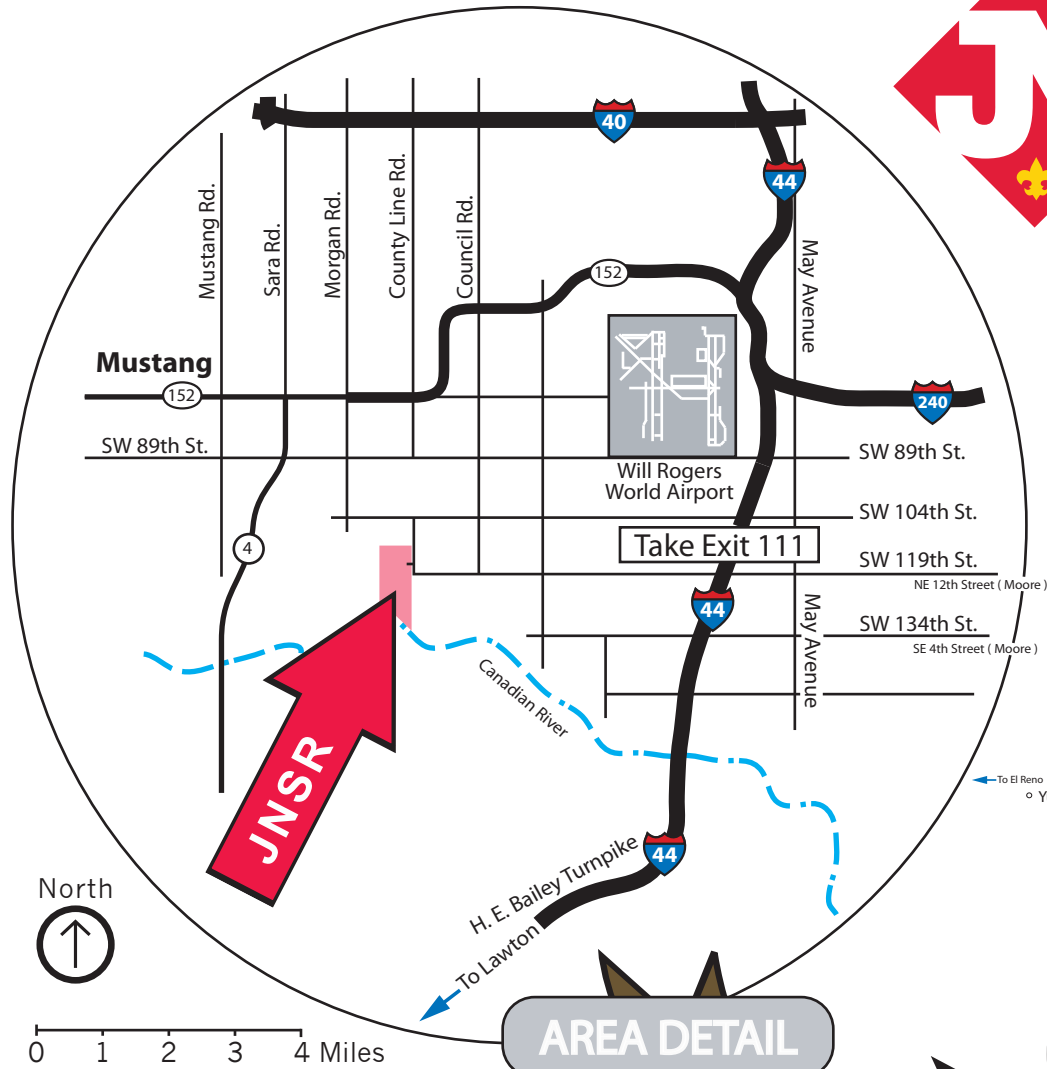 J
40
44
Mustang Rd.
Sara Rd.
Morgan Rd.
County Line Rd.
Council Rd.
May Avenue
152
Mustang
152
240
SW 89th St.
SW 89th St.
Will Rogers
World Airport
SW 104th St.
Take Exit 111
4
SW 119th St.
NE 12th Street ( Moore )
44
SW 134th St.
SE 4th Street ( Moore )
May Avenue
Canadian River
JNSR
To El Reno
44
H. E. Bailey Turnpike
To Lawton
North
AREA DETAIL
0 1 2 3 4 Miles